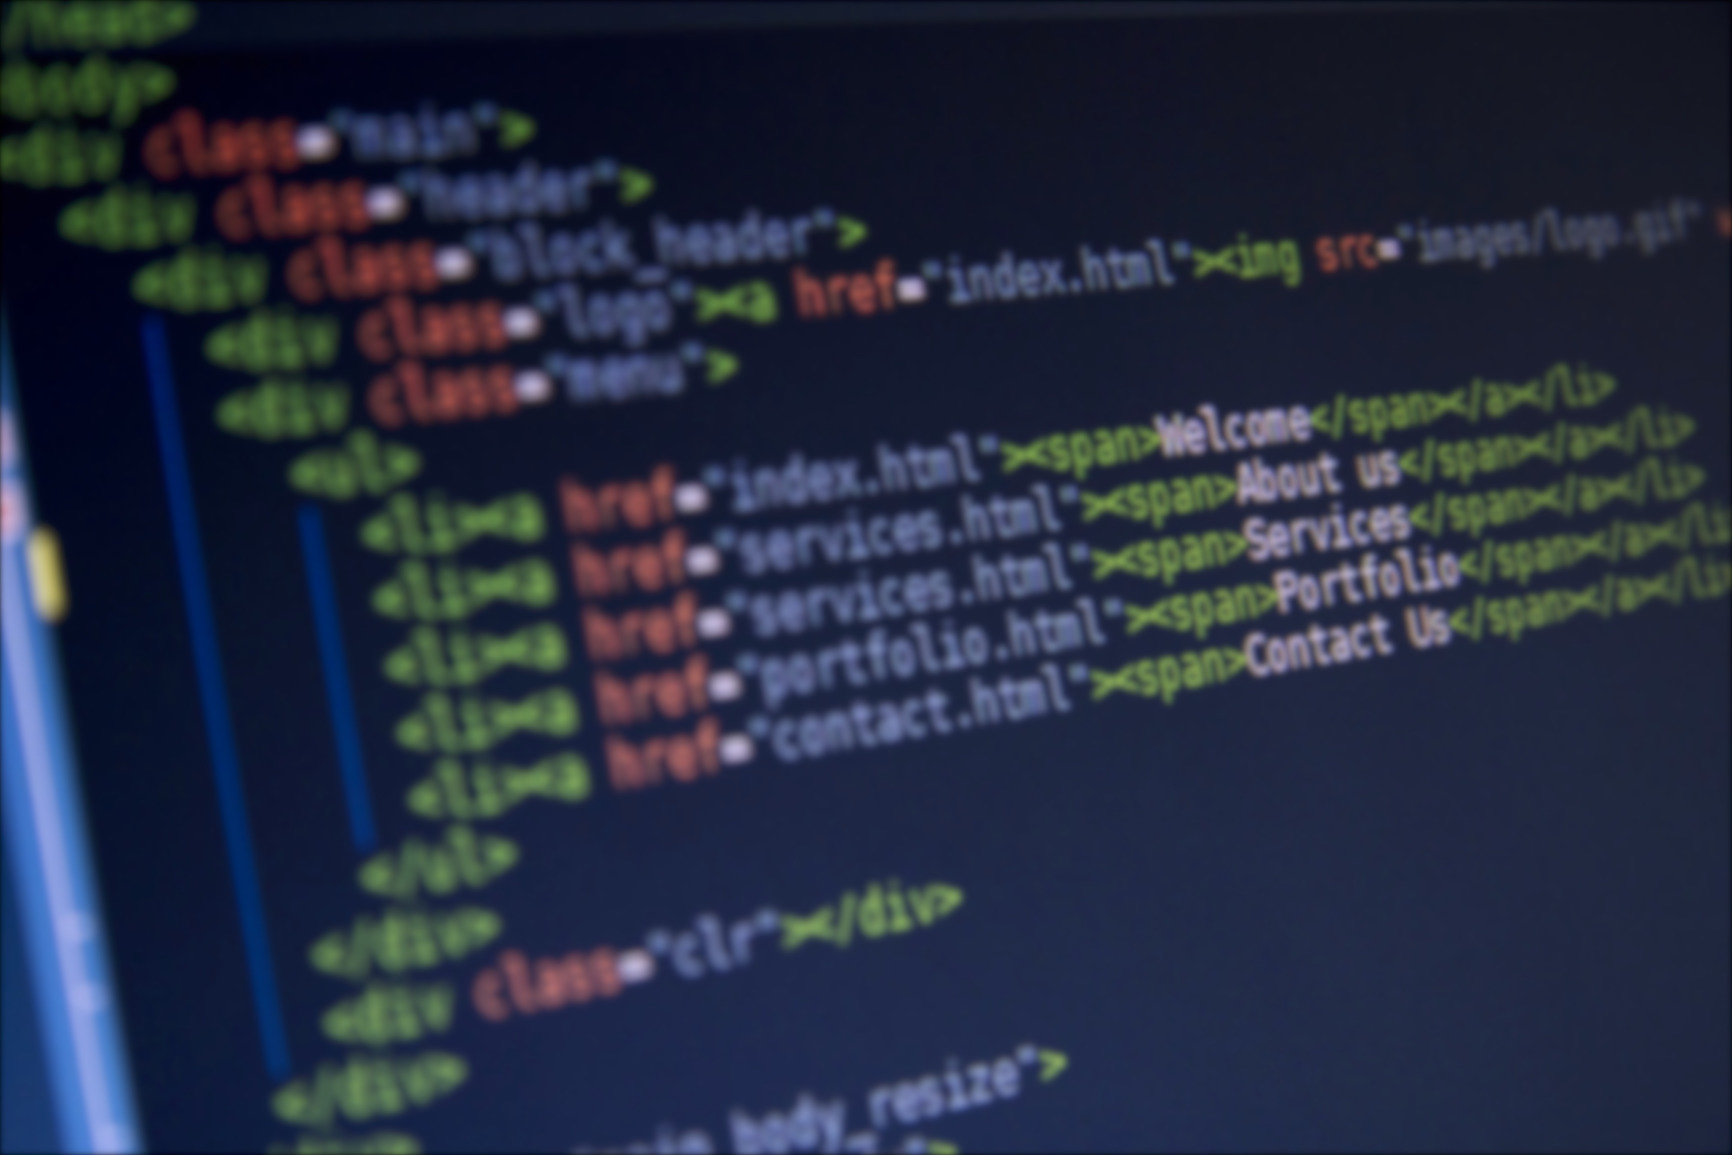 /head>
body>
<div class="main">
<div class="header">
<div class="block_header">
<div class="logo"><a href="index.html"><img src="images/logo.gif"
<div class="menu">
<ul>
<li><a href="index.html"><span>Welcome</span></a></li>
<li><a href="services.html"><span>About us</span></a></li>
<li><a href="services.html"><span>Services</span></a></li>
<li><a href="portfolio.html"><span>Portfolio</span></a></li>
<li><a href="contact.html"><span>Contact Us</span></a></li>
</ul>
</div>
<div class="clr"></div>
</div>
body_resize">